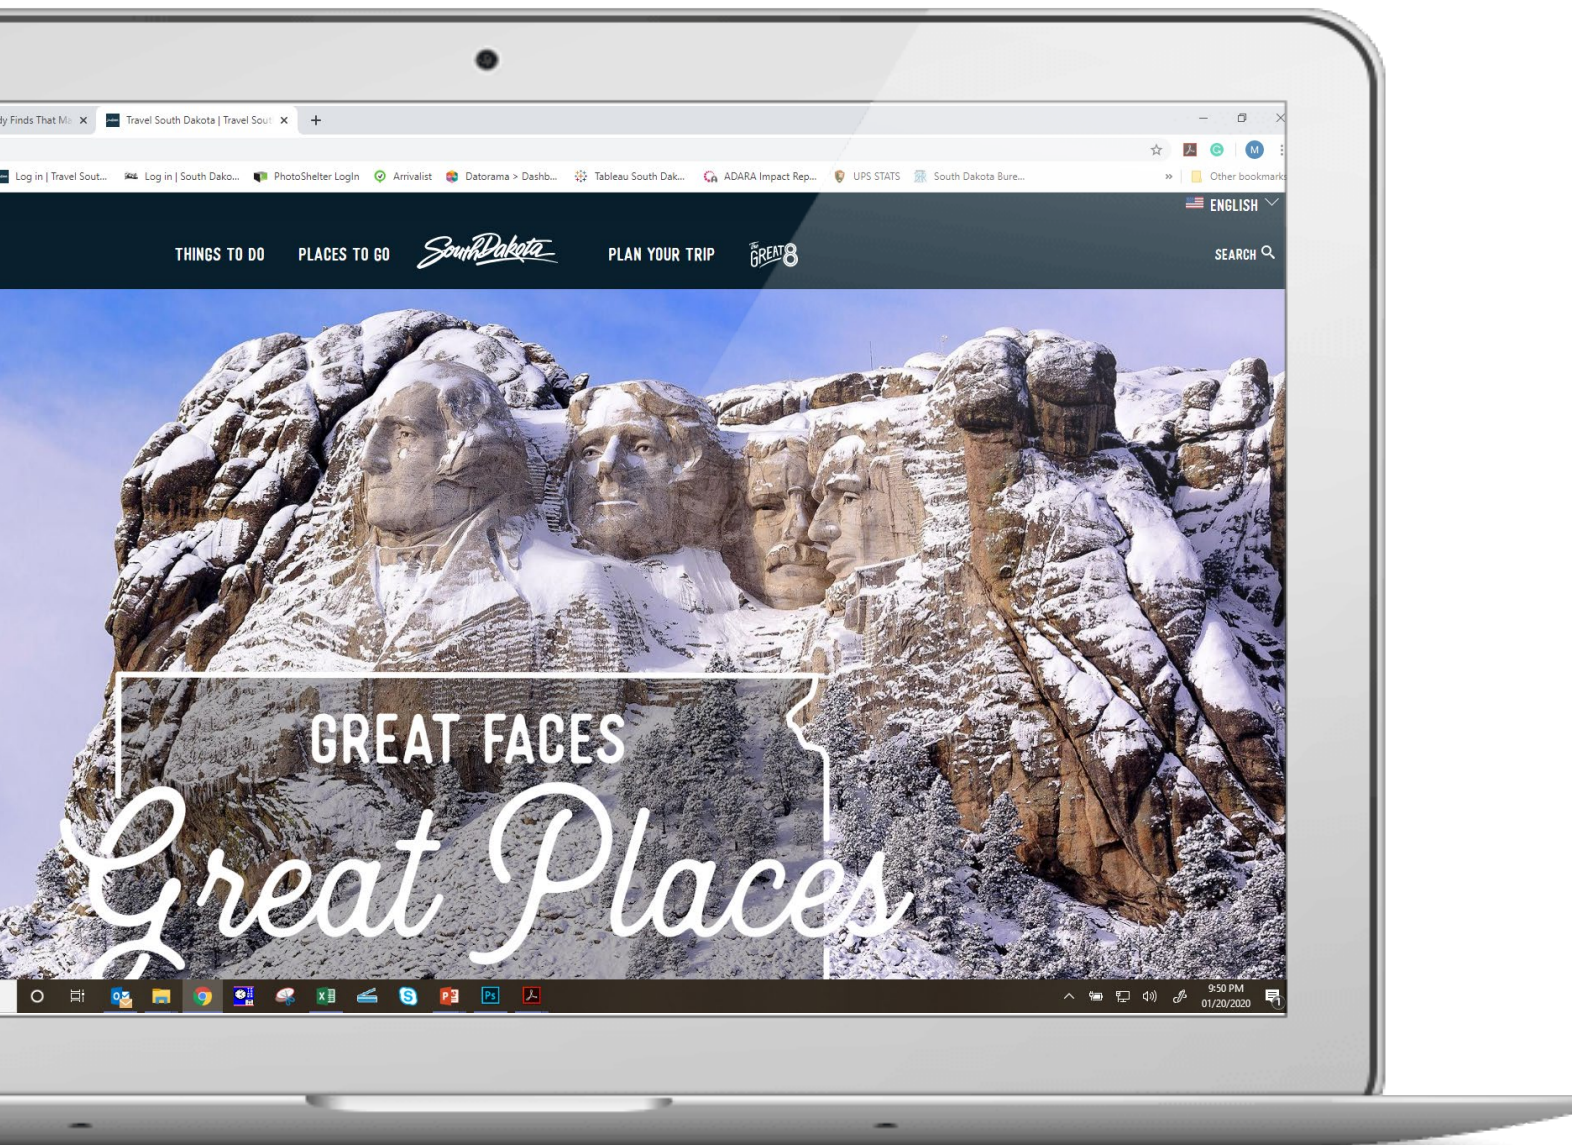 dy Finds That Ma
Travel South Dakota | Travel Sout
M
Log in | Travel Sout...
Log in | South Dako...
PhotoShelter LogIn
Arrivalist
Datorama > Dashb...
Tableau South Dak...
ADARA Impact Rep...
UPS STATS
South Dakota Bure...
»
Other bookmarks
ENGLISH
THINGS TO DO
PLACES TO GO
South Dakota
PLAN YOUR TRIP
The GREAT 8
SEARCH
GREAT FACES
Great Places
9:50 PM
01/20/2020